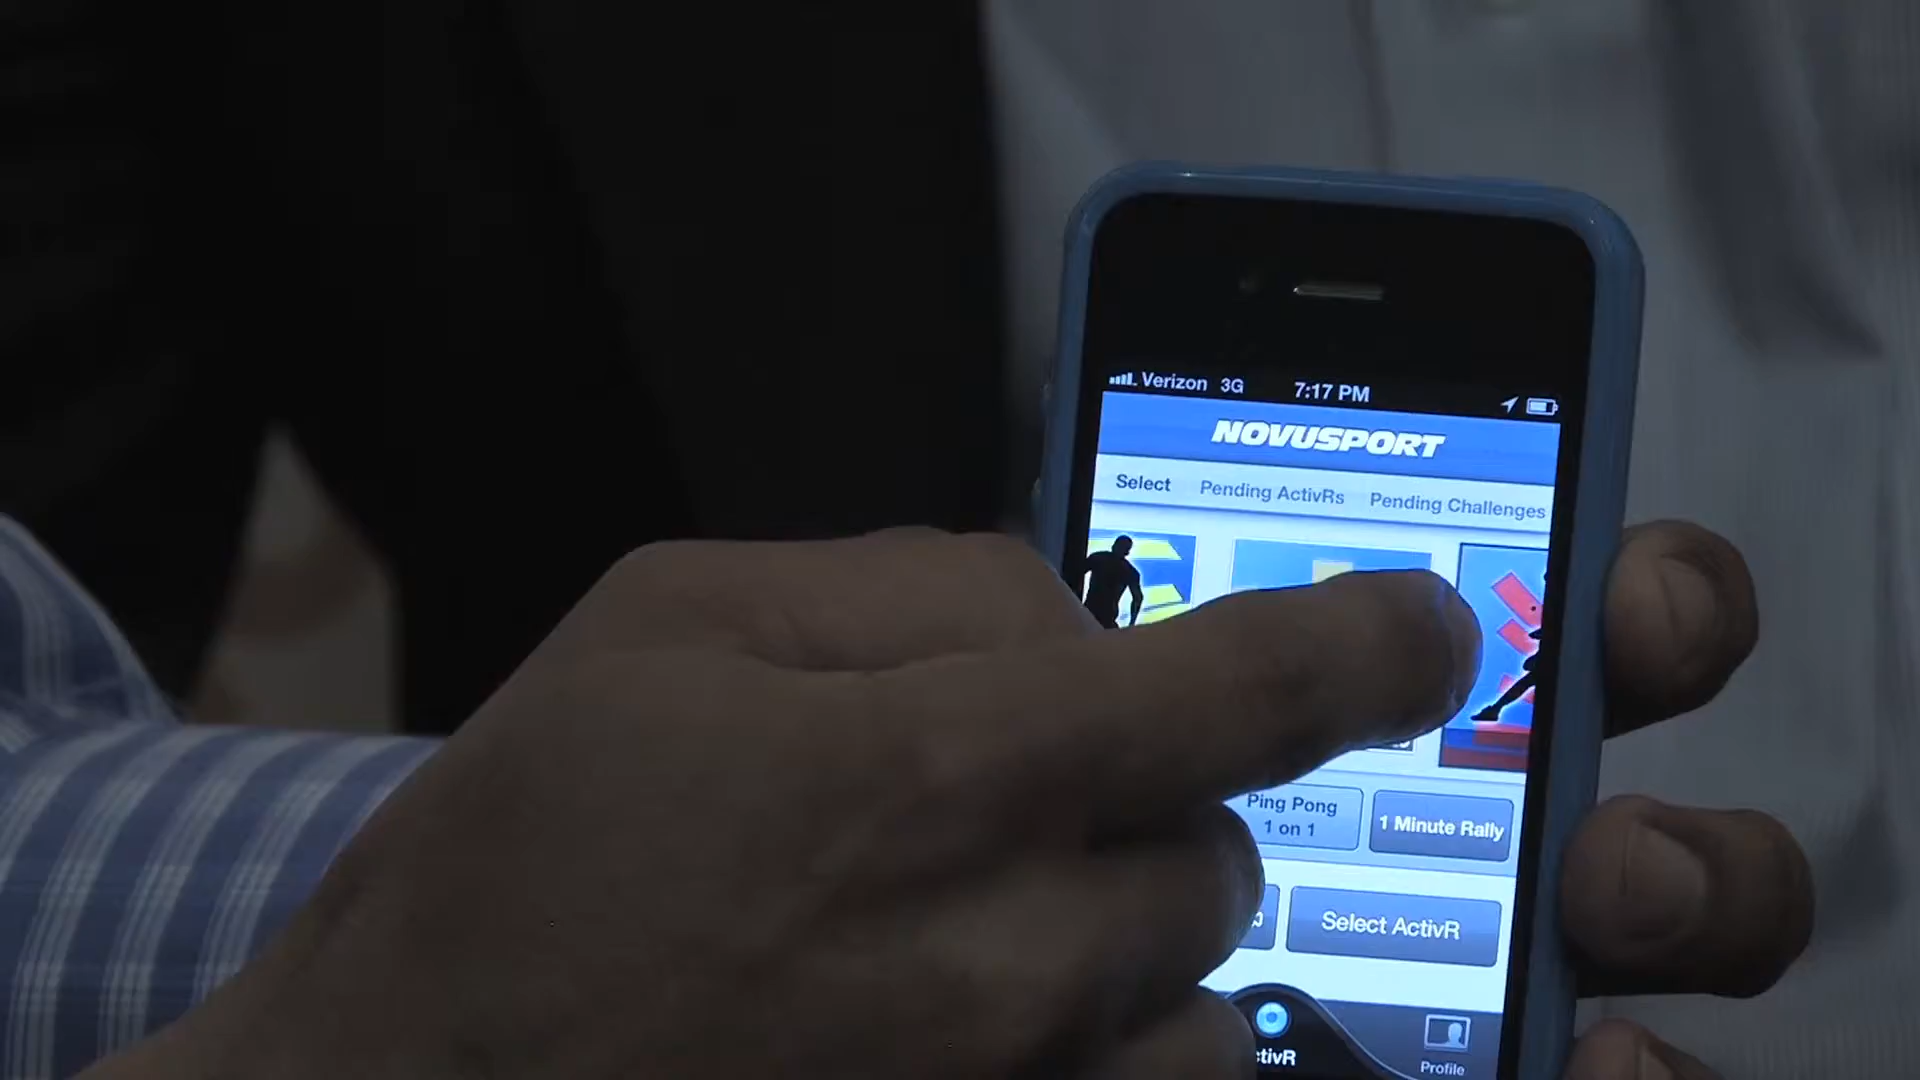 Verizon 3G 7:17 PM
NOVUSPORT
Select Pending ActivRs Pending Challenges
Ping Pong
1 on 1
1 Minute Rally
Select ActivR
Profile